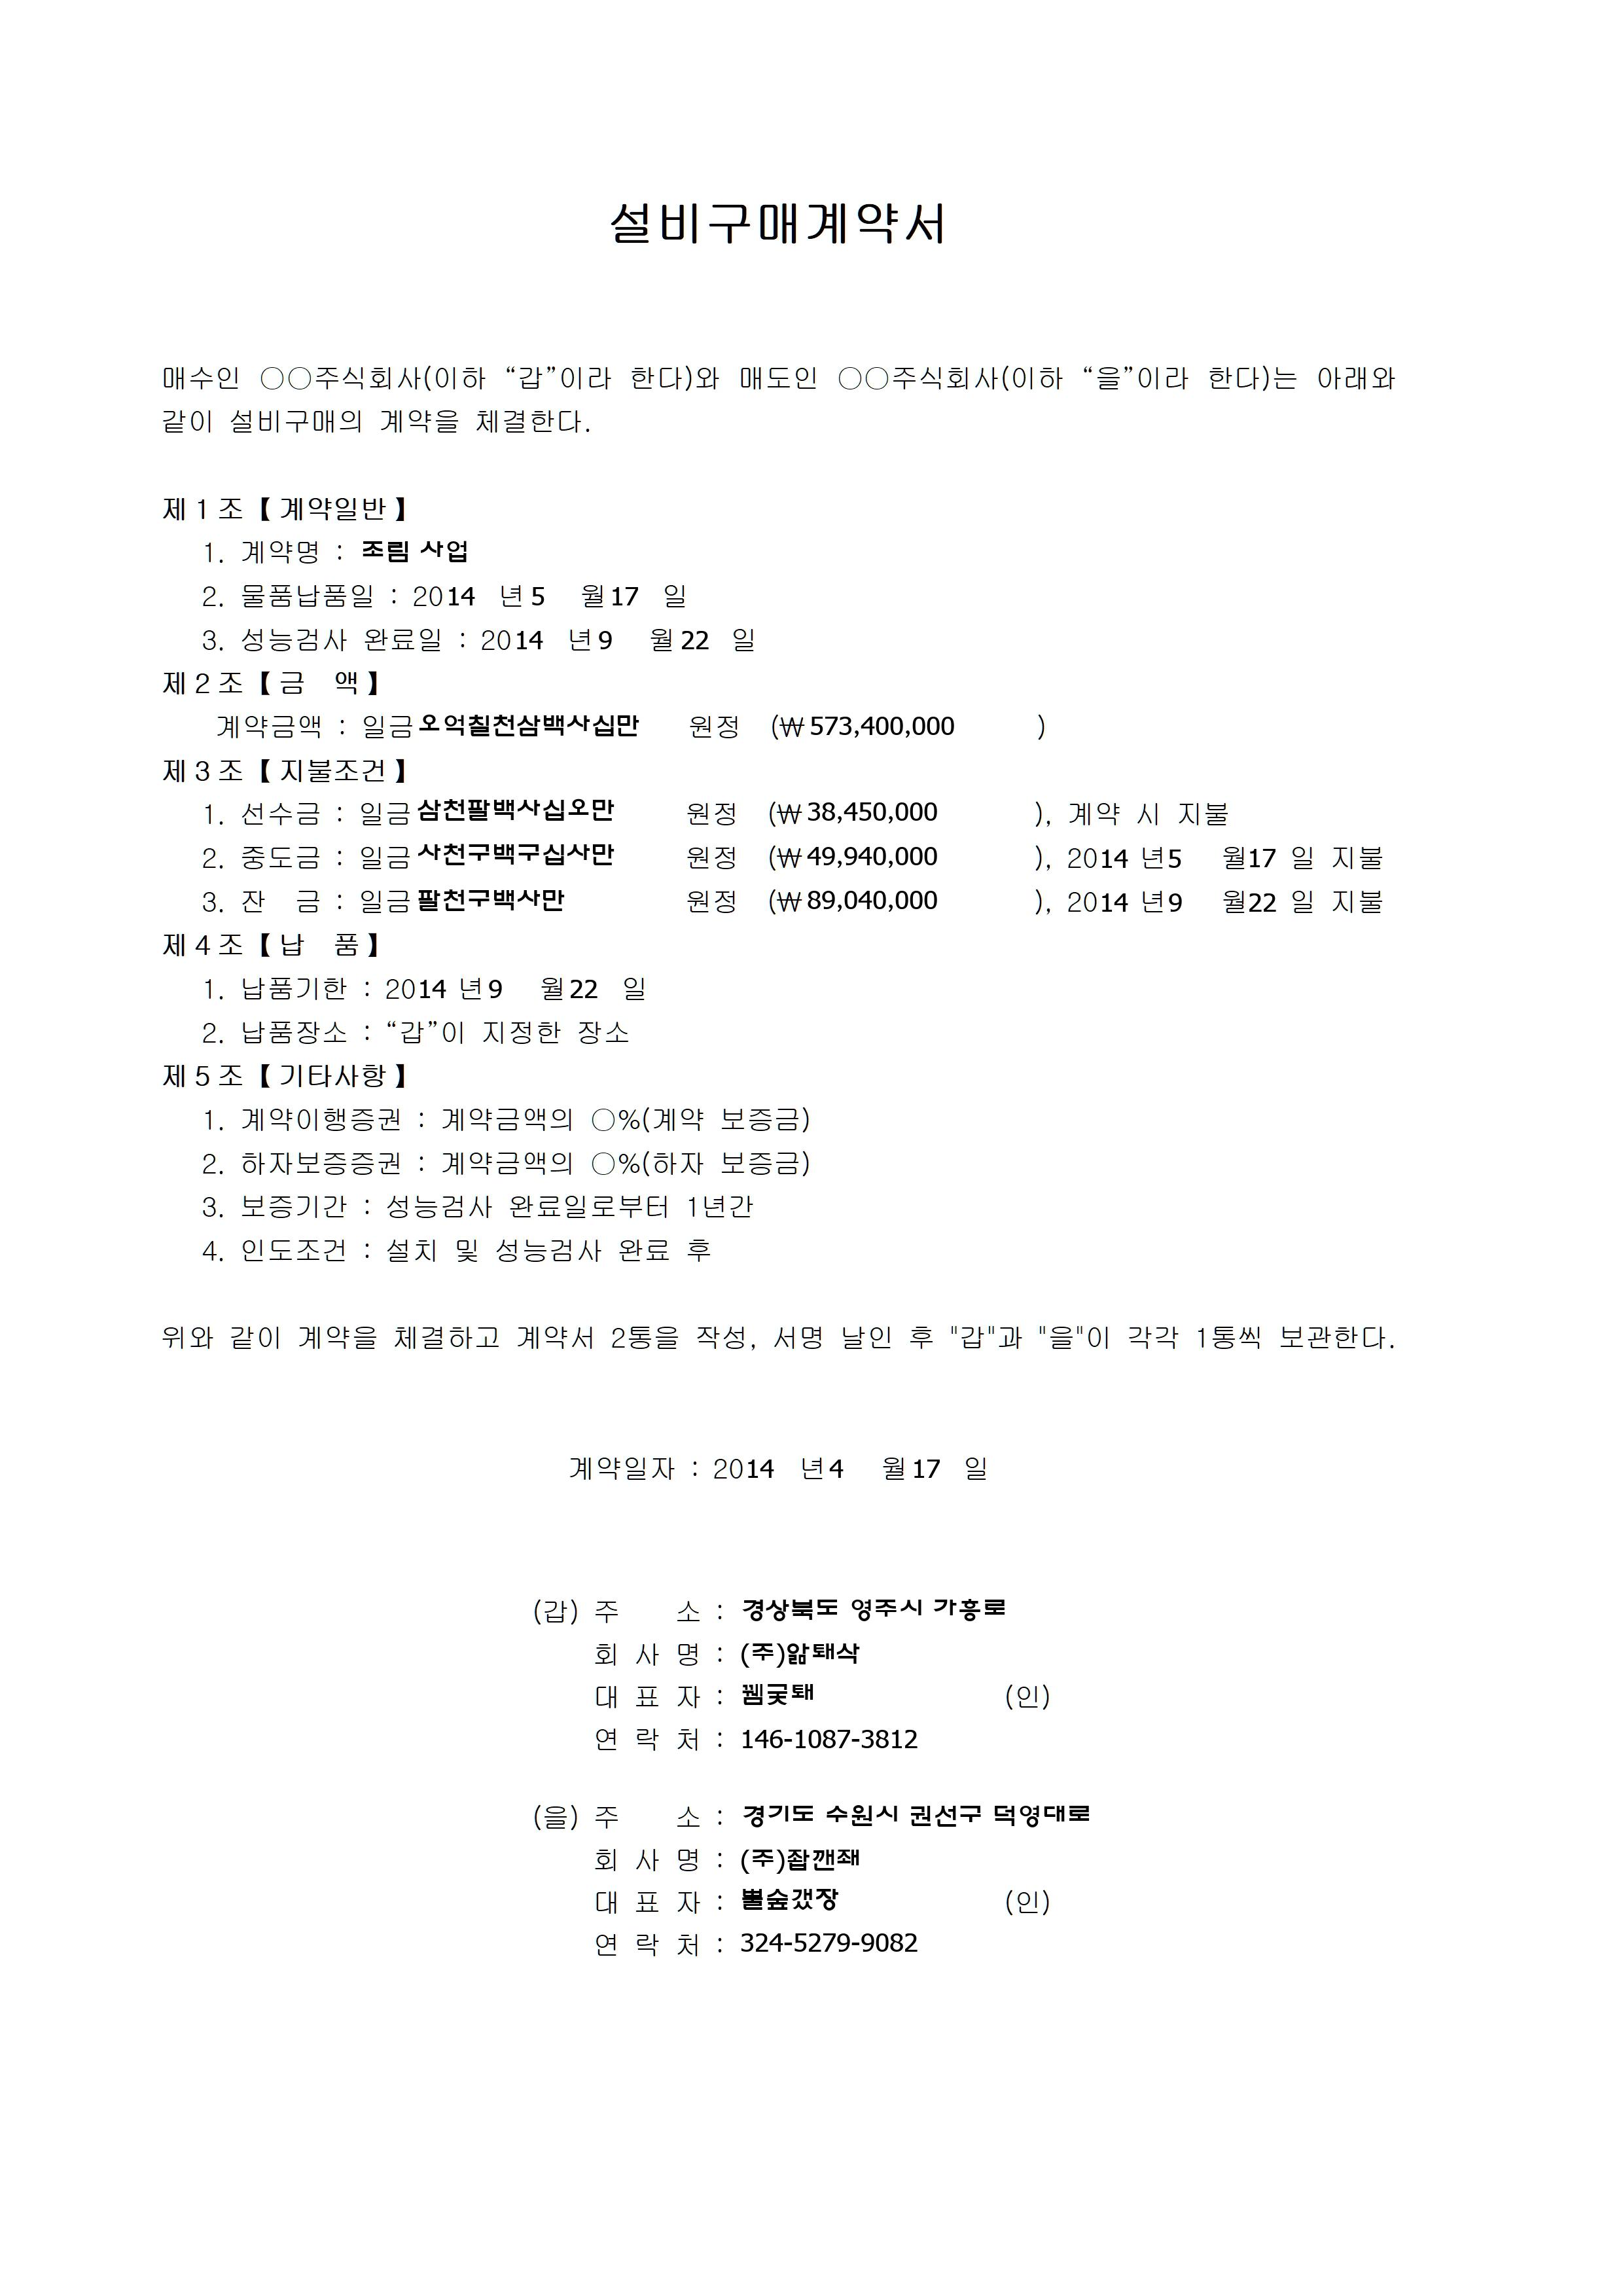 설비구매계약서
매수인 ○○주식회사(이하 “갑”이라 한다)와 매도인 ○○주식회사(이하 “을”이라 한다)는 아래와
같이 설비구매의 계약을 체결한다.
제1조【계약일반】
1. 계약명 : 조림 사업
2. 물품납품일 : 2014 년 5 월 17 일
3. 성능검사 완료일 : 2014 년 9 월 22 일
제2조【금 액】
계약금액 : 일금 오억칠천삼백사십만 원정 (₩ 573,400,000 )
제3조【지불조건】
1. 선수금 : 일금 삼천팔백사십오만 원정 (₩ 38,450,000 ), 계약 시 지불
2. 중도금 : 일금 사천구백구십사만 원정 (₩ 49,940,000 ), 2014 년 5 월 17 일 지불
3. 잔 금 : 일금 팔천구백사만 원정 (₩ 89,040,000 ), 2014 년 9 월 22 일 지불
제4조【납 품】
1. 납품기한 : 2014 년 9 월 22 일
2. 납품장소 : “갑”이 지정한 장소
제5조【기타사항】
1. 계약이행증권 : 계약금액의 ○%(계약 보증금)
2. 하자보증증권 : 계약금액의 ○%(하자 보증금)
3. 보증기간 : 성능검사 완료일로부터 1년간
4. 인도조건 : 설치 및 성능검사 완료 후
위와 같이 계약을 체결하고 계약서 2통을 작성, 서명 날인 후 "갑"과 "을"이 각각 1통씩 보관한다.
계약일자 : 2014 년 4 월 17 일
(갑) 주 소 : 경상북도 영주시 가흥로
회 사 명 : (주)앎퇘삭
대 표 자 : (인)
연 락 처 : 146-1087-3812
(을) 주 소 : 경기도 수원시 권선구 덕영대로
회 사 명 : (주)좝깬좨
대 표 자 : 뽈숲갰장 (인)
연 락 처 : 324-5279-9082